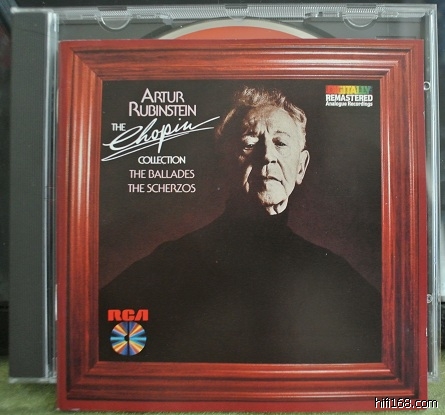 ARTUR
RUBINSTEIN
THE
Chopin
COLLECTION
THE BALLADES
THE SCHERZOS
DIGITALLY
REMASTERED
Analogue Recordings
RCA
hifi168.com